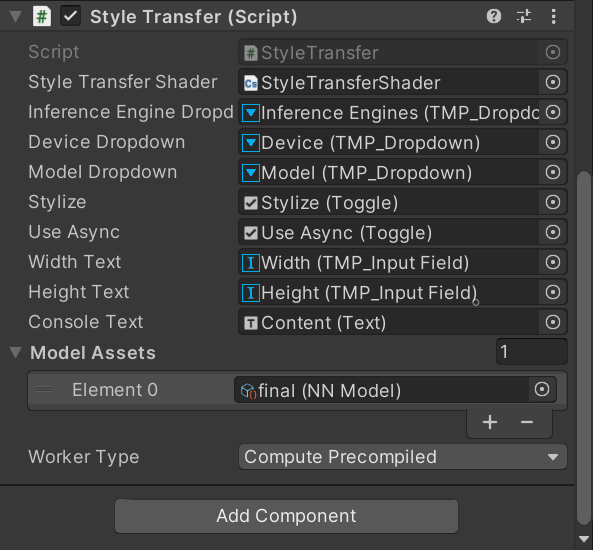 Style Transfer (Script)
Script StyleTransfer
Style Transfer Shader StyleTransferShader
Inference Engine Dropd Inference Engines (TMP_Dropdo
Device Dropdown Device (TMP_Dropdown)
Model Dropdown Model (TMP_Dropdown)
Stylize Stylize (Toggle)
Use Async Use Async (Toggle)
Width Text Width (TMP_Input Field)
Height Text Height (TMP_Input Field)
Console Text Content (Text)
Model Assets 1
Element 0 final (NN Model)
Worker Type Compute Precompiled
Add Component